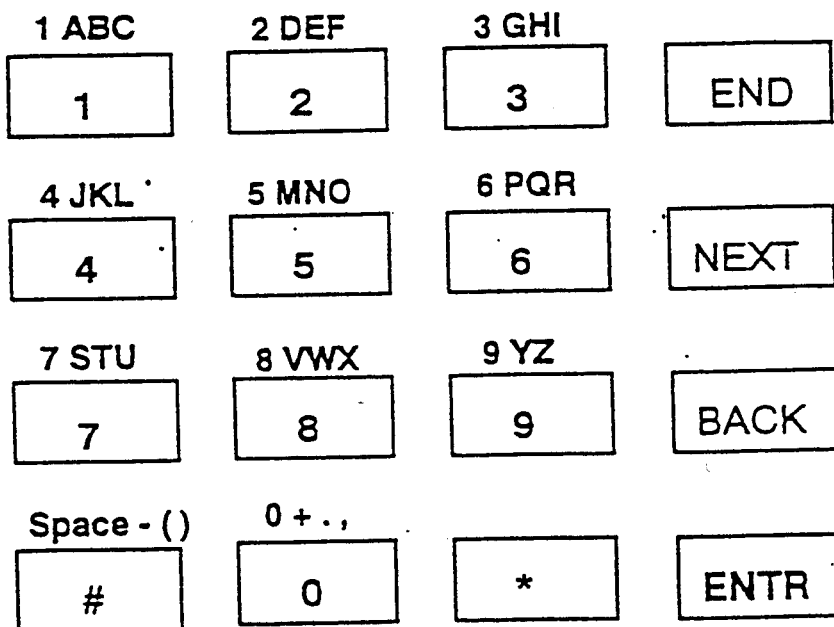 1 ABC 2 DEF 3 GHI
1 2 3 END
4 JKL 5 MNO 6 PQR
4 5 6 NEXT
7 STU 8 VWX 9 YZ
7 8 9 BACK
Space - ( ) 0 + . ,
# 0 * ENTR